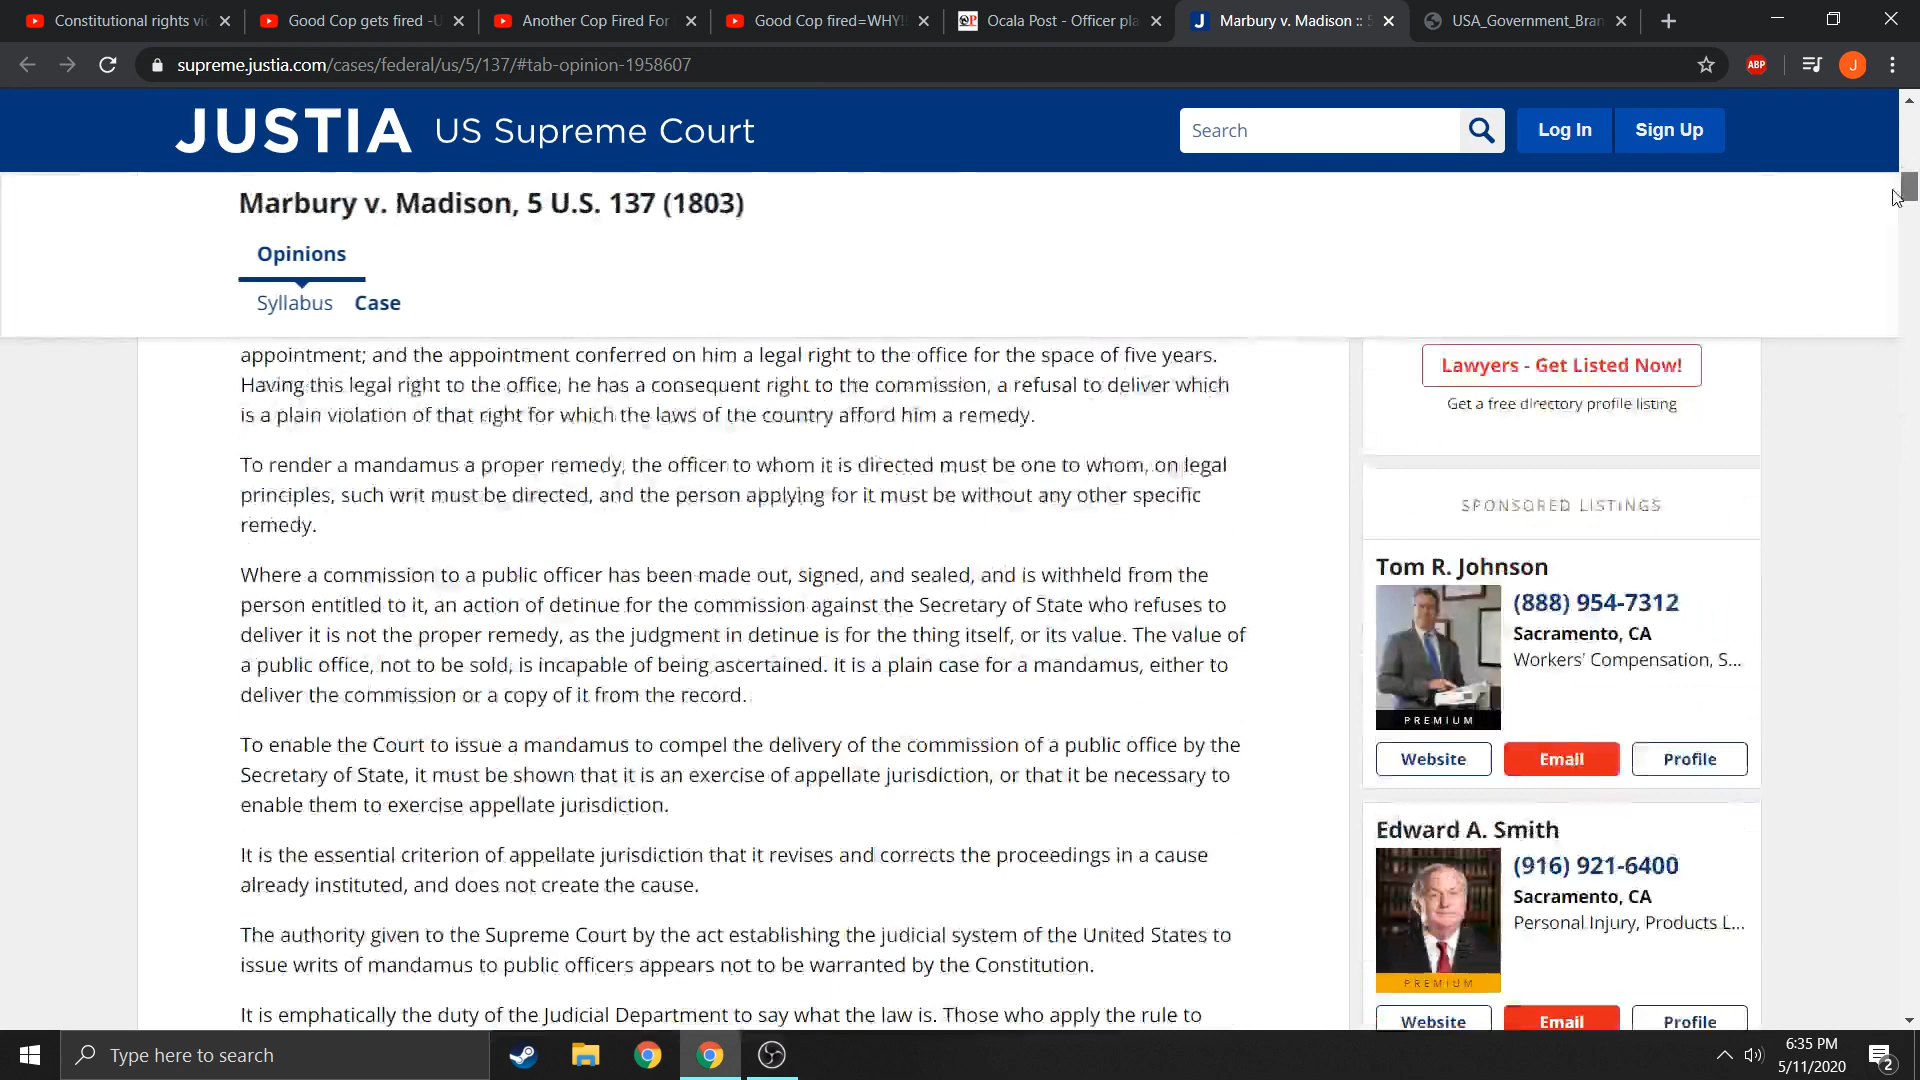 Constitutional rights vi
Good Cop gets fired -U
Another Cop Fired For
Good Cop fired=WHY!
Ocala Post - Officer pla
Marbury v. Madison :: 5
USA_Government_Bran
supreme.justia.com/cases/federal/us/5/137/#tab-opinion-1958607
ABP
J
JUSTIA US Supreme Court
Search
Log In
Sign Up
Marbury v. Madison, 5 U.S. 137 (1803)
Opinions
Syllabus Case
appointment; and the appointment conferred on him a legal right to the office for the space of five years.
Having this legal right to the office, he has a consequent right to the commission, a refusal to deliver which
is a plain violation of that right for which the laws of the country afford him a remedy.
To render a mandamus a proper remedy, the officer to whom it is directed must be one to whom, on legal
principles, such writ must be directed, and the person applying for it must be without any other specific
remedy.
Where a commission to a public officer has been made out, signed, and sealed, and is withheld from the
person entitled to it, an action of detinue for the commission against the Secretary of State who refuses to
deliver it is not the proper remedy, as the judgment in detinue is for the thing itself, or its value. The value of
a public office, not to be sold, is incapable of being ascertained. It is a plain case for a mandamus, either to
deliver the commission or a copy of it from the record.
To enable the Court to issue a mandamus to compel the delivery of the commission of a public office by the
Secretary of State, it must be shown that it is an exercise of appellate jurisdiction, or that it be necessary to
enable them to exercise appellate jurisdiction.
It is the essential criterion of appellate jurisdiction that it revises and corrects the proceedings in a cause
already instituted, and does not create the cause.
The authority given to the Supreme Court by the act establishing the judicial system of the United States to
issue writs of mandamus to public officers appears not to be warranted by the Constitution.
It is emphatically the duty of the Judicial Department to say what the law is. Those who apply the rule to
Lawyers - Get Listed Now!
Get a free directory profile listing
SPONSORED LISTINGS
Tom R. Johnson
(888) 954-7312
Sacramento, CA
Workers' Compensation, S...
PREMIUM
Website
Email
Profile
Edward A. Smith
(916) 921-6400
Sacramento, CA
Personal Injury, Products L...
PREMIUM
Website
Email
Profile
Type here to search
6:35 PM
5/11/2020
2